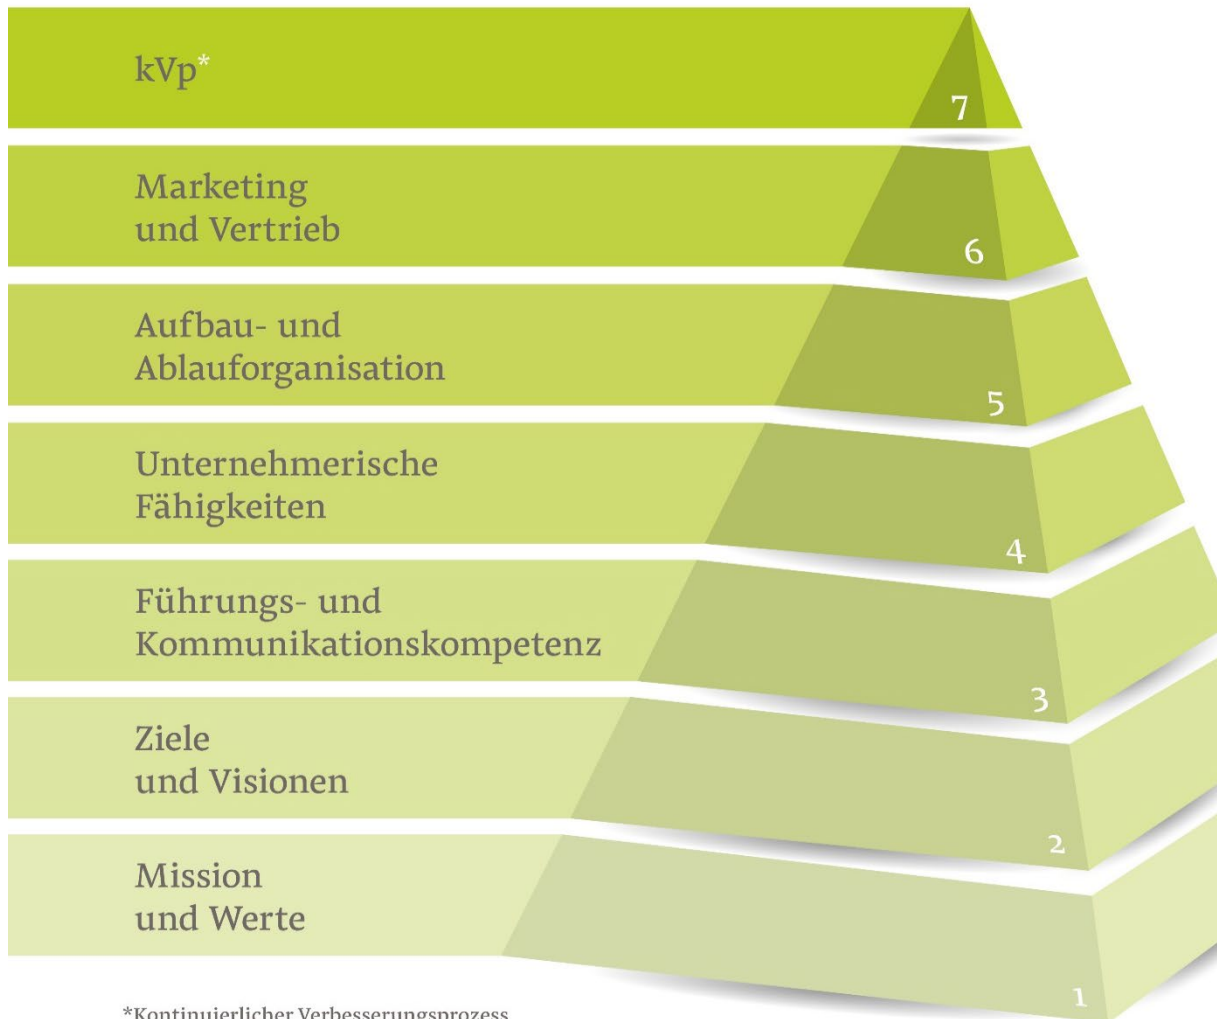 kVp*
7
Marketing
und Vertrieb
6
Aufbau- und
Ablauforganisation
5
Unternehmerische
Fähigkeiten
4
Führungs- und
Kommunikationskompetenz
3
Ziele
und Visionen
2
Mission
und Werte
1
*Kontinuierlicher Verbesserungsprozess